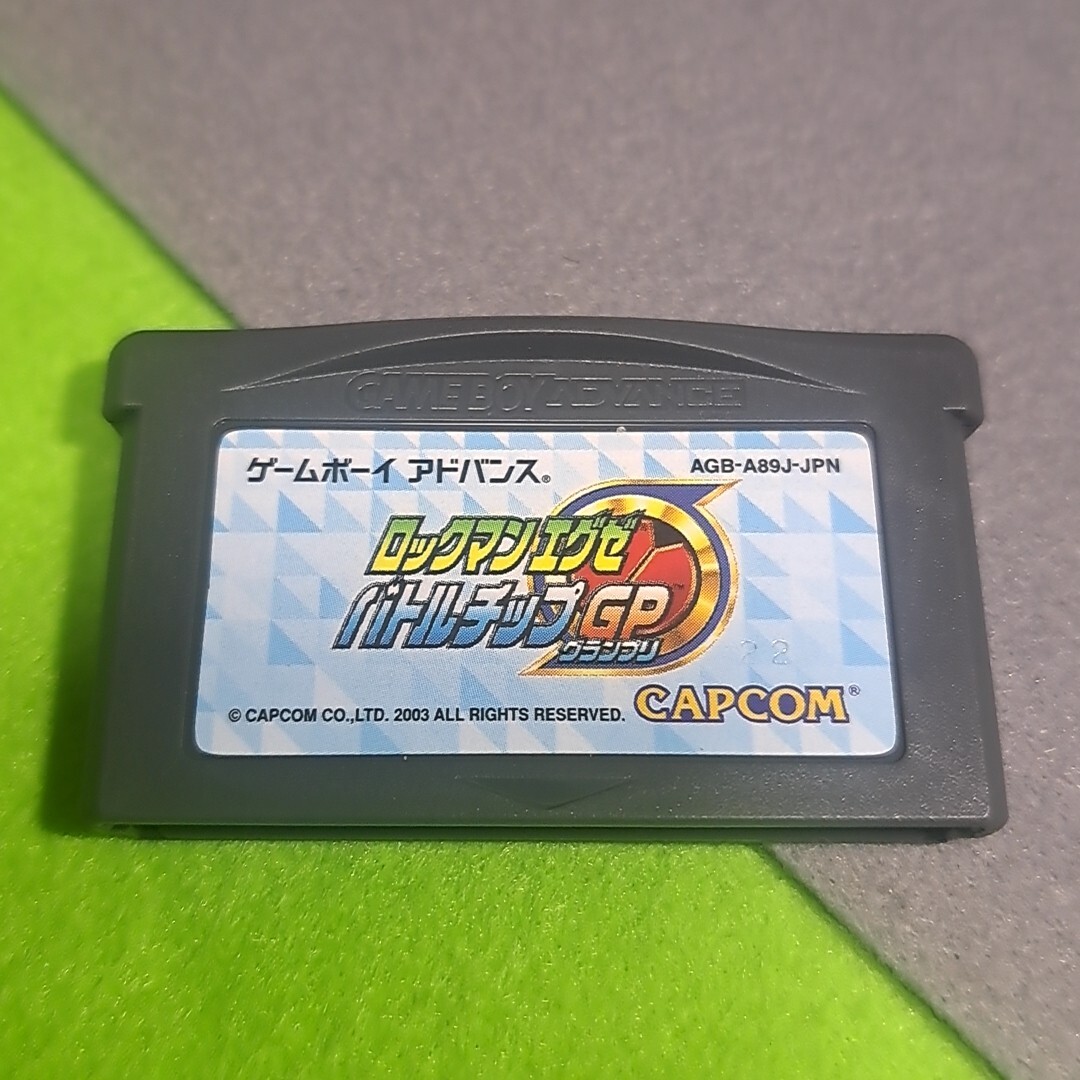 GAME BOY ADVANCE
ゲームボーイ アドバンス®
AGB-A89J-JPN
ロックマン エグゼ
バトルチップGP
グランプリ
22
© CAPCOM CO.,LTD. 2003 ALL RIGHTS RESERVED.
CAPCOM®